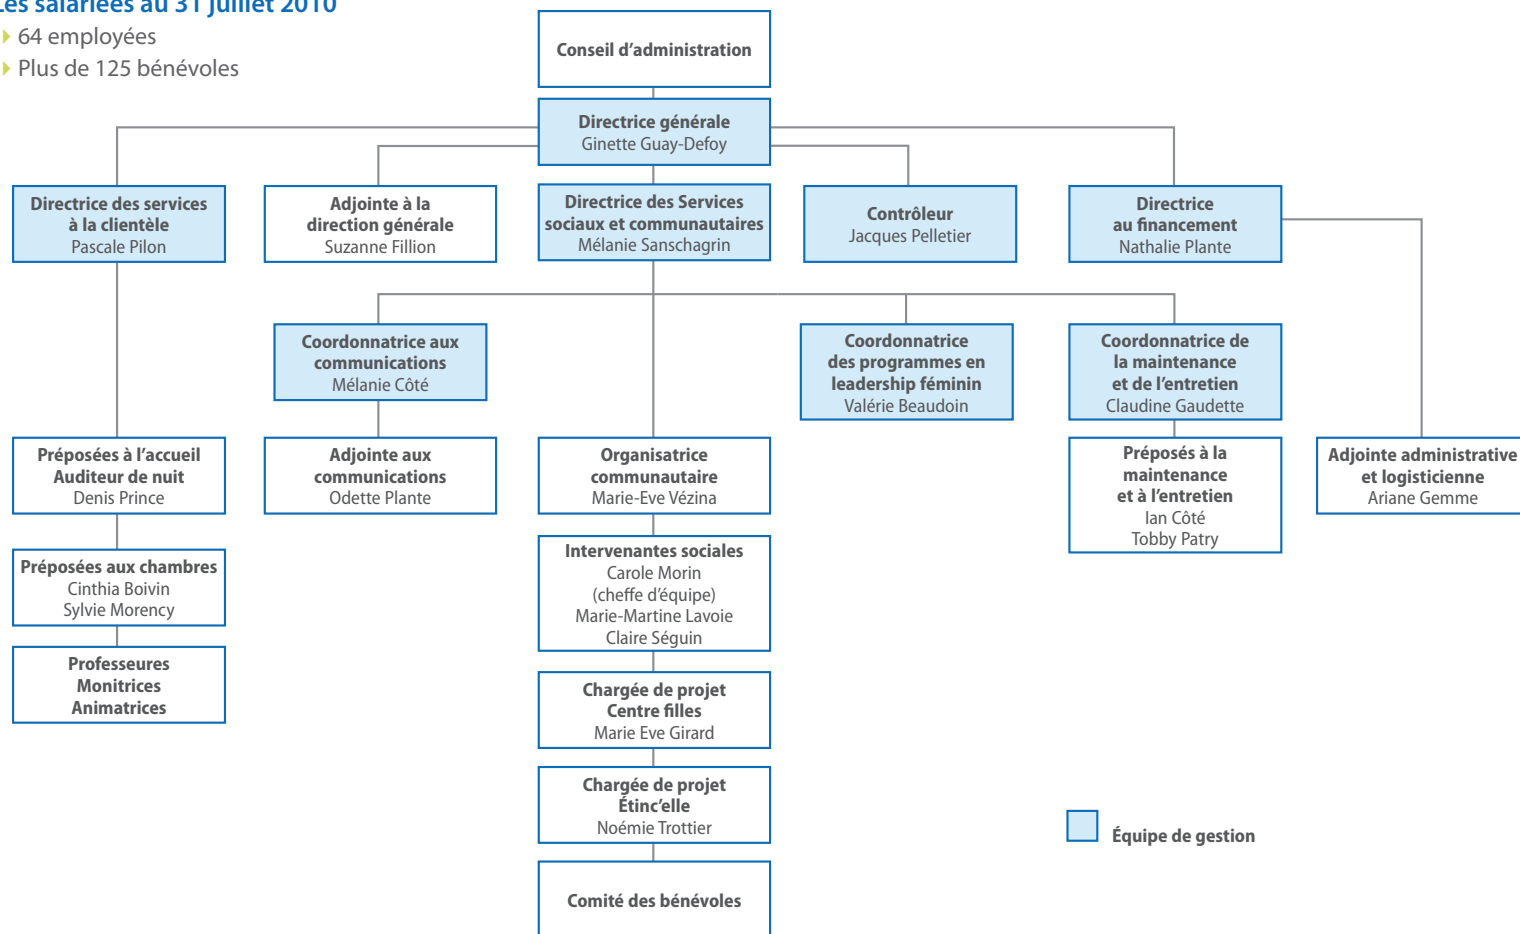 Les salariées au 31 juillet 2010
64 employées
Plus de 125 bénévoles
Conseil d’administration
Directrice générale
Ginette Guay-Defoy
Directrice des services
à la clientèle
Pascale Pilon
Adjointe à la
direction générale
Suzanne Fillion
Directrice des Services
sociaux et communautaires
Mélanie Sanschagrin
Contrôleur
Jacques Pelletier
Directrice
au financement
Nathalie Plante
Coordonnatrice aux
communications
Mélanie Côté
Coordonnatrice
des programmes en
leadership féminin
Valérie Beaudoin
Coordonnatrice de
la maintenance
et de l’entretien
Claudine Gaudette
Préposées à l’accueil
Auditeur de nuit
Denis Prince
Adjointe aux
communications
Odette Plante
Organisatrice
communautaire
Marie-Eve Vézina
Préposés à la
maintenance
et à l’entretien
Ian Côté
Tobby Patry
Adjointe administrative
et logisticienne
Ariane Gemme
Préposées aux chambres
Cinthia Boivin
Sylvie Morency
Intervenantes sociales
Carole Morin
(cheffe d’équipe)
Marie-Martine Lavoie
Claire Séguin
Professeures
Monitrices
Animatrices
Chargée de projet
Centre filles
Marie Eve Girard
Chargée de projet
Étinc’elle
Noémie Trottier
Équipe de gestion
Comité des bénévoles